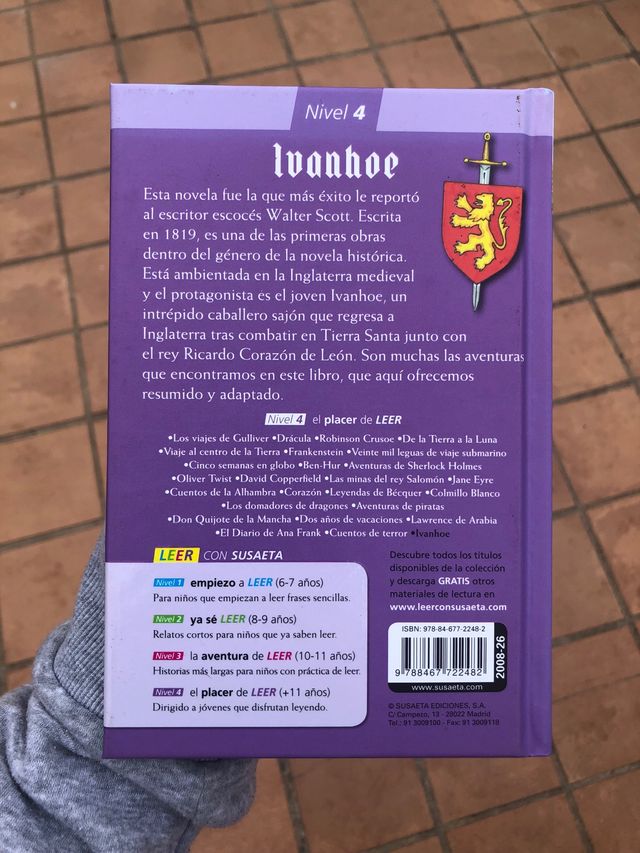 Nivel 4
Ivanhoe
Esta novela fue la que más éxito le reportó
al escritor escocés Walter Scott. Escrita
en 1819, es una de las primeras obras
dentro del género de la novela histórica.
Está ambientada en la Inglaterra medieval
y el protagonista es el joven Ivanhoe, un
intrépido caballero sajón que regresa a
Inglaterra tras combatir en Tierra Santa junto con
el rey Ricardo Corazón de León. Son muchas las aventuras
que encontramos en este libro, que aquí ofrecemos
resumido y adaptado.
Nivel 4 el placer de LEER
•Los viajes de Gulliver •Drácula •Robinson Crusoe •De la Tierra a la Luna
•Viaje al centro de la Tierra •Frankenstein •Veinte mil leguas de viaje submarino
•Cinco semanas en globo •Ben-Hur •Aventuras de Sherlock Holmes
•Oliver Twist •David Copperfield •Las minas del rey Salomón •Jane Eyre
•Cuentos de la Alhambra •Corazón •Leyendas de Bécquer •Colmillo Blanco
•Los domadores de dragones •Aventuras de piratas
•Don Quijote de la Mancha •Dos años de vacaciones •Lawrence de Arabia
•El Diario de Ana Frank •Cuentos de terror •Ivanhoe
LEER CON SUSAETA
Nivel 1 empiezo a LEER (6-7 años)
Para niños que empiezan a leer frases sencillas.
Nivel 2 ya sé LEER (8-9 años)
Relatos cortos para niños que ya saben leer.
Nivel 3 la aventura de LEER (10-11 años)
Historias más largas para niños con práctica de leer.
Nivel 4 el placer de LEER (+11 años)
Dirigido a jóvenes que disfrutan leyendo.
Descubre todos los títulos
disponibles de la colección
y descarga GRATIS otros
materiales de lectura en
www.leerconsusaeta.com
ISBN: 978-84-677-2248-2
9 788467 722482
www.susaeta.com
2008-26
© SUSAETA EDICIONES, S.A.
C/ Campezo, 13 - 28022 Madrid
Tel.: 91 3009100 - Fax: 91 3009118